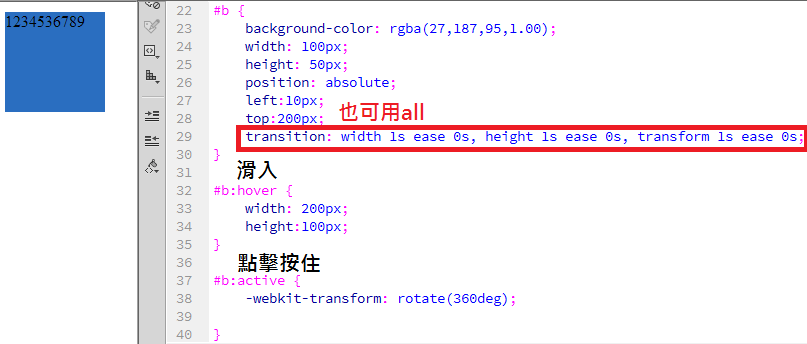 1234536789
22 #b {
23 background-color: rgba(27,187,95,1.00);
24 width: 100px;
25 height: 50px;
26 position: absolute;
27 left:10px;
28 top:200px;
也可用all
29 transition: width 1s ease 0s, height 1s ease 0s, transform 1s ease 0s;
30 }
31 滑入
32 #b:hover {
33 width: 200px;
34 height:100px;
35 }
36 點擊按住
37 #b:active {
38 -webkit-transform: rotate(360deg);
39
40 }